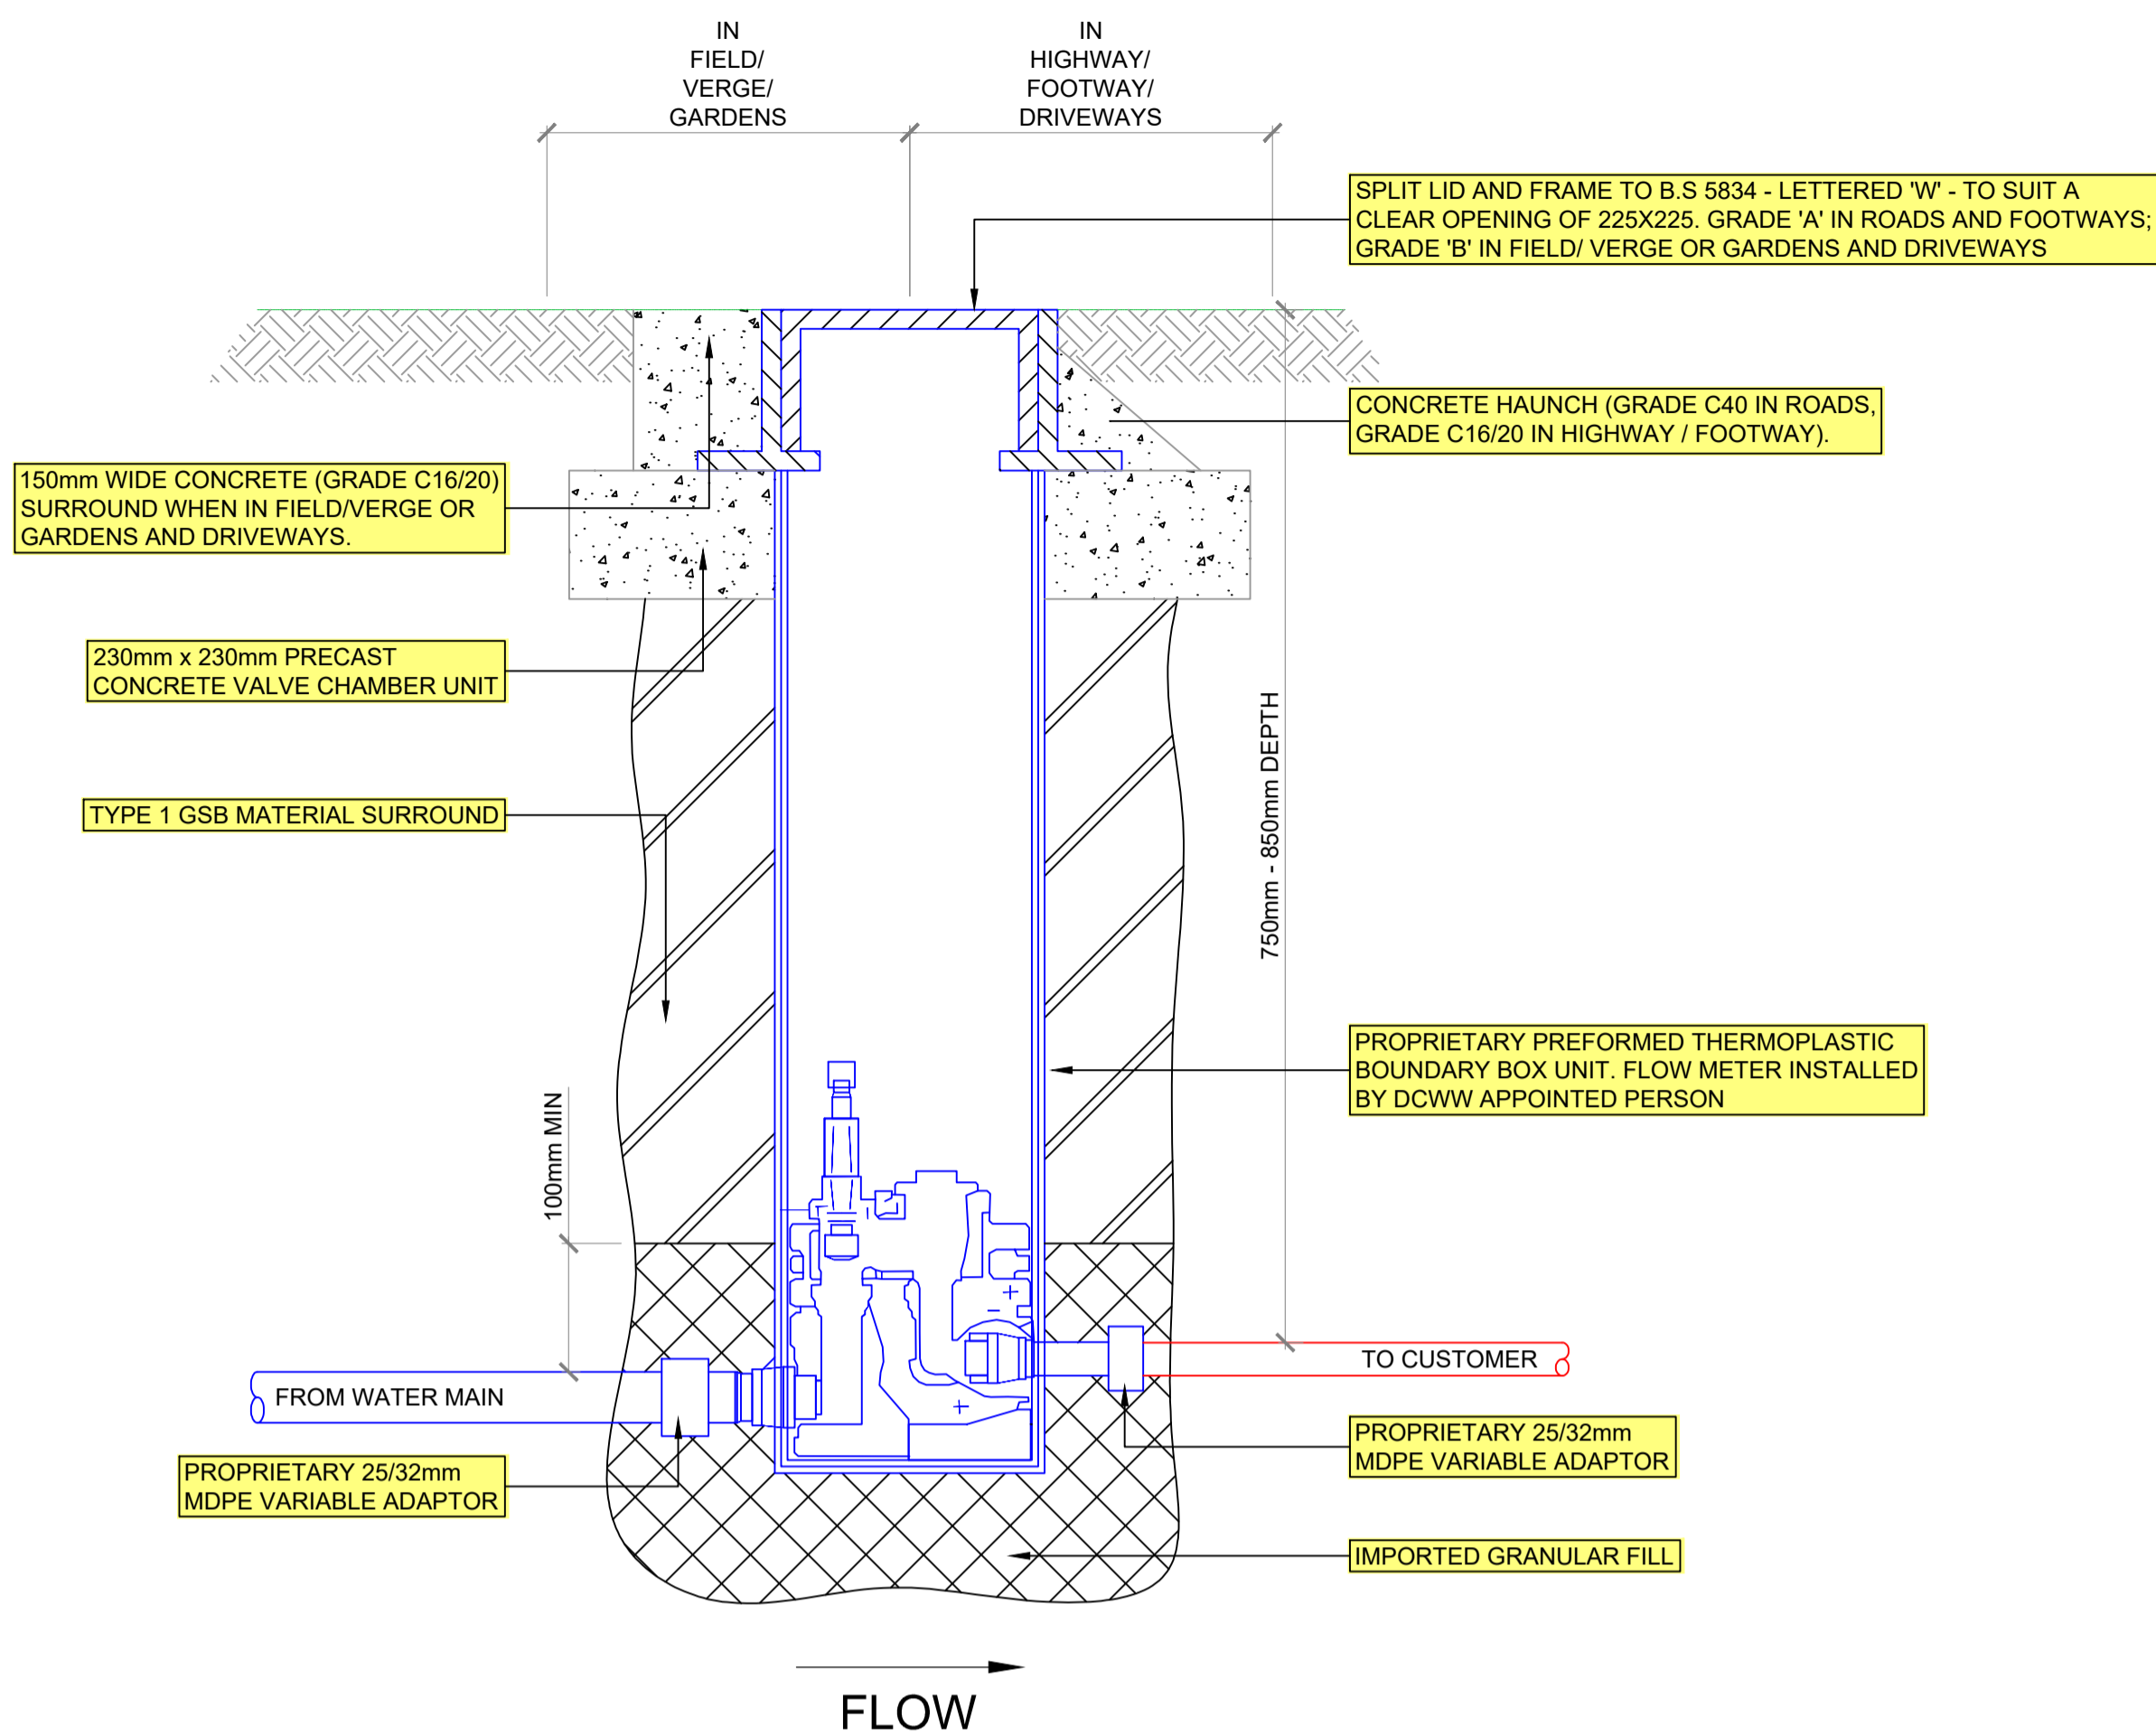 IN
FIELD/
VERGE/
GARDENS
IN
HIGHWAY/
FOOTWAY/
DRIVEWAYS
SPLIT LID AND FRAME TO B.S 5834 - LETTERED 'W' - TO SUIT A
CLEAR OPENING OF 225X225. GRADE 'A' IN ROADS AND FOOTWAYS;
GRADE 'B' IN FIELD/ VERGE OR GARDENS AND DRIVEWAYS
CONCRETE HAUNCH (GRADE C40 IN ROADS,
GRADE C16/20 IN HIGHWAY / FOOTWAY).
150mm WIDE CONCRETE (GRADE C16/20)
SURROUND WHEN IN FIELD/VERGE OR
GARDENS AND DRIVEWAYS.
230mm x 230mm PRECAST
CONCRETE VALVE CHAMBER UNIT
TYPE 1 GSB MATERIAL SURROUND
750mm - 850mm DEPTH
PROPRIETARY PREFORMED THERMOPLASTIC
BOUNDARY BOX UNIT. FLOW METER INSTALLED
BY DCWW APPOINTED PERSON
100mm MIN
FROM WATER MAIN
TO CUSTOMER
PROPRIETARY 25/32mm
MDPE VARIABLE ADAPTOR
PROPRIETARY 25/32mm
MDPE VARIABLE ADAPTOR
IMPORTED GRANULAR FILL
FLOW